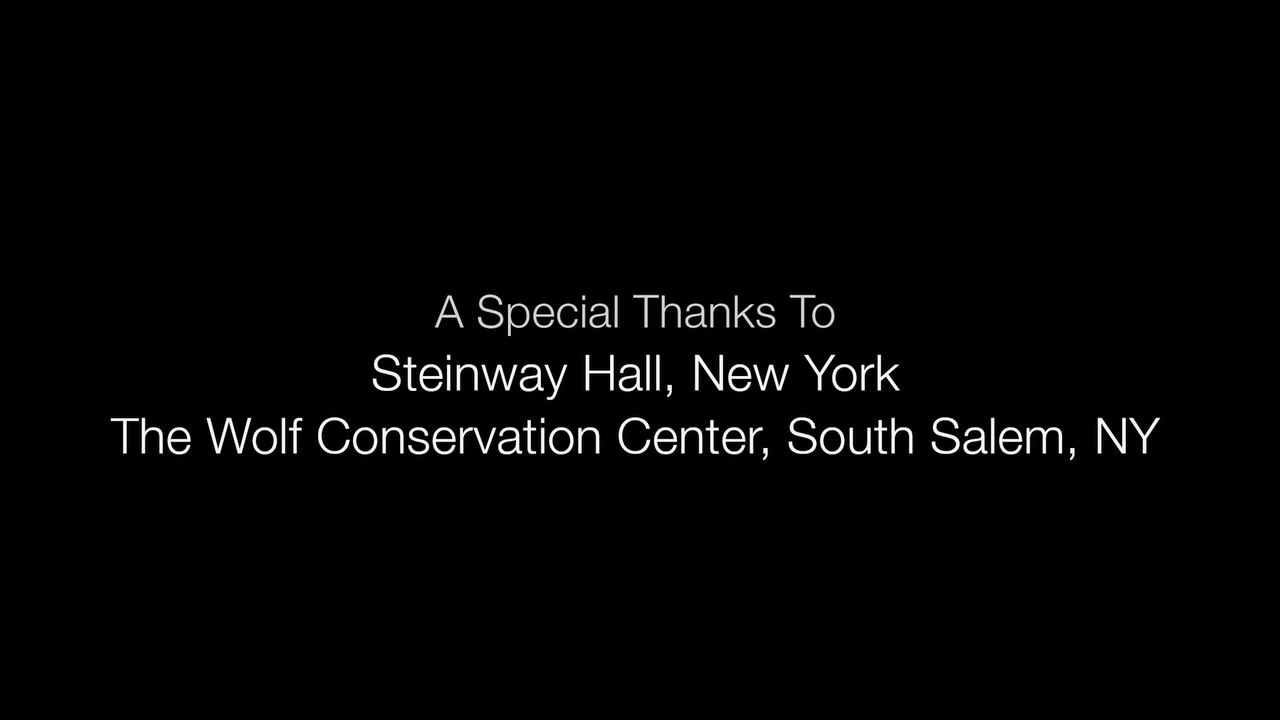 A Special Thanks To
Steinway Hall, New York
The Wolf Conservation Center, South Salem, NY